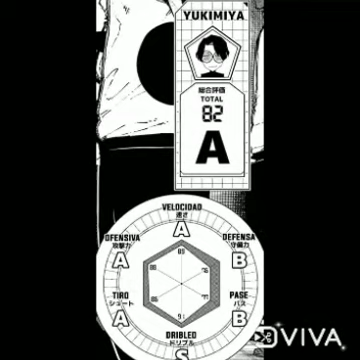 YUKIMIYA
総合評価
TOTAL
82
A
VELOCIDAD
速さ
A
OFENSIVA
攻撃力
A
DEFENSA
守備力
B
TIRO
シュート
A
PASE
パス
B
DRIBLED
ドリブル
S
VIVA